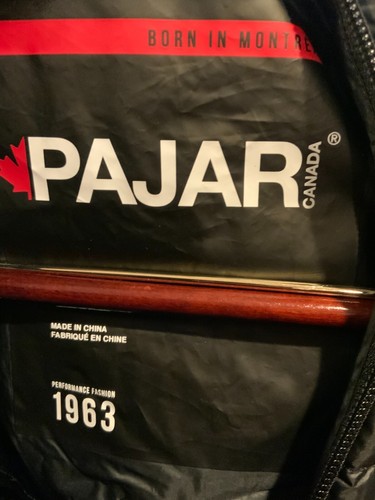 BORN IN MONTRE
PAJAR
CANADA
®
MADE IN CHINA
FABRIQUÉ EN CHINE
PERFORMANCE FASHION
1963